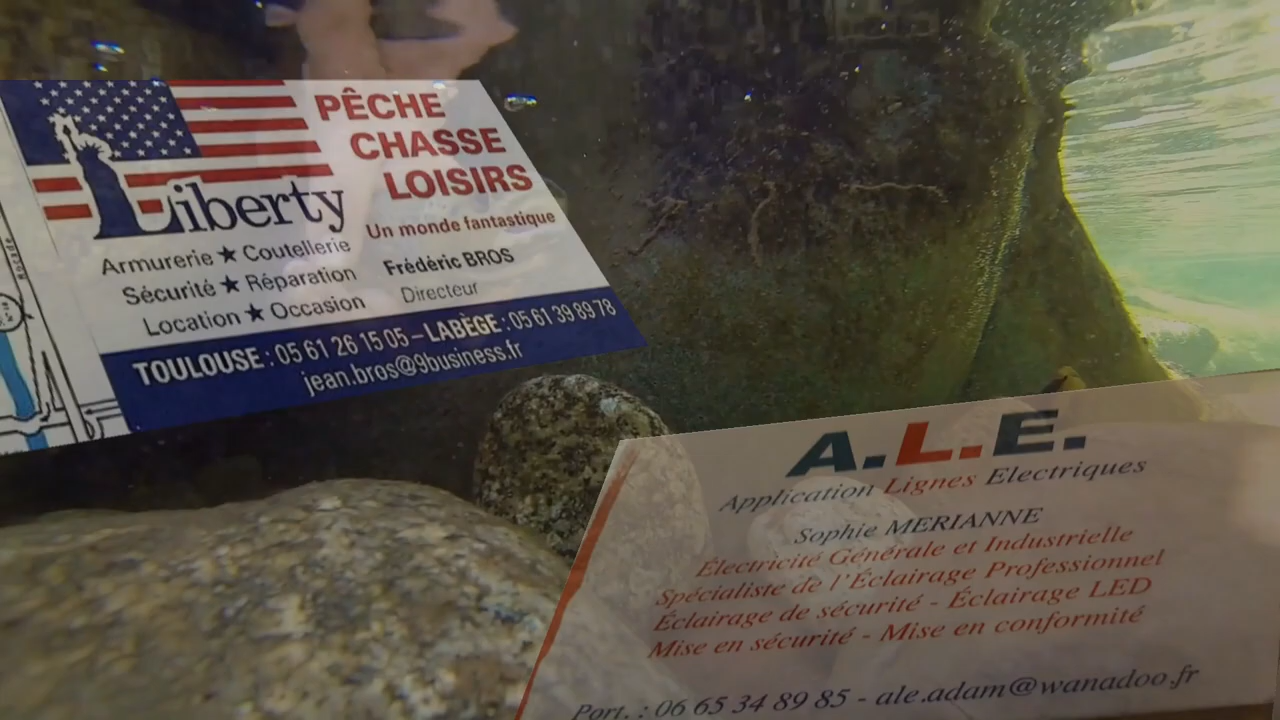 Liberty
PÊCHE
CHASSE
LOISIRS
Un monde fantastique
Armurerie ★ Coutellerie
Sécurité ★ Réparation
Location ★ Occasion
Frédéric BROS
Directeur
TOULOUSE : 05 61 26 15 05 – LABÈGE : 05 61 39 89 78
jean.bros@9business.fr
Rocade
A.L.E.
Application Lignes Electriques
Sophie MERIANNE
Électricité Générale et Industrielle
Spécialiste de l'Éclairage Professionnel
Éclairage de sécurité - Éclairage LED
Mise en sécurité - Mise en conformité
Port. : 06 65 34 89 85 - ale.adam@wanadoo.fr